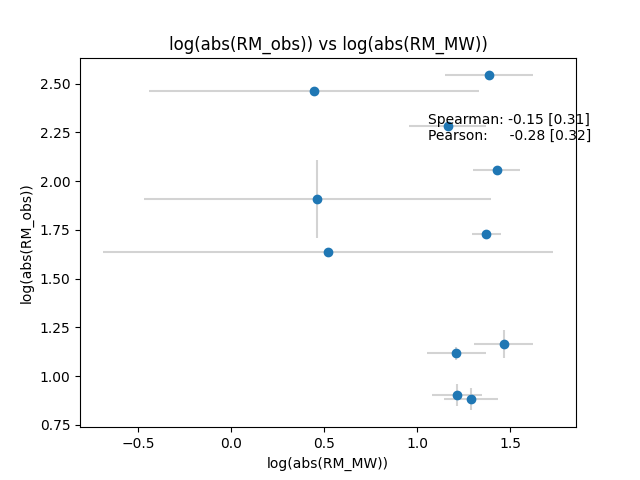 log(abs(RM_obs)) vs log(abs(RM_MW))
2.50
2.25
2.00
1.75
1.50
1.25
1.00
0.75
log(abs(RM_obs))
Spearman: -0.15 [0.31]
Pearson: -0.28 [0.32]
−0.5 0.0 0.5 1.0 1.5
log(abs(RM_MW))